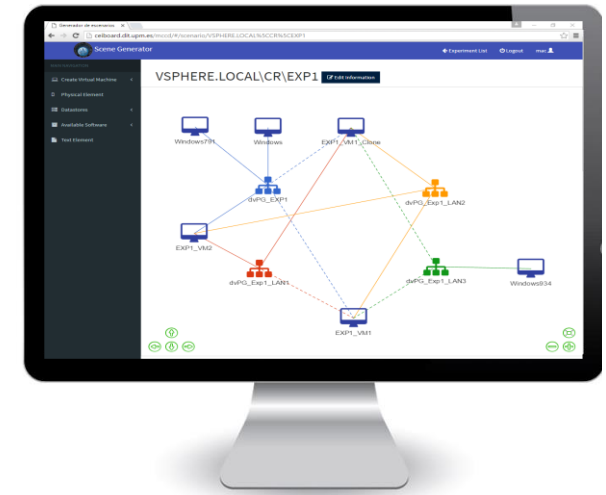 Generador de escenarios
ceiboard.dit.upm.es/mccd/#/scenario/VSPHERE.LOCAL%5CCR%5CEXP1
Scene Generator
Experiment List Logout mac
Create Virtual Machine
Physical Element
Datastores
Available Software
Text Element
VSPHERE.LOCAL\CR\EXP1 Edit Information
Windows791 Windows EXP1_VM1_Clone
dvPG_EXP1 dvPG_Exp1_LAN2
EXP1_VM2
dvPG_Exp1_LAN1 dvPG_Exp1_LAN3 Windows834
EXP1_VM1